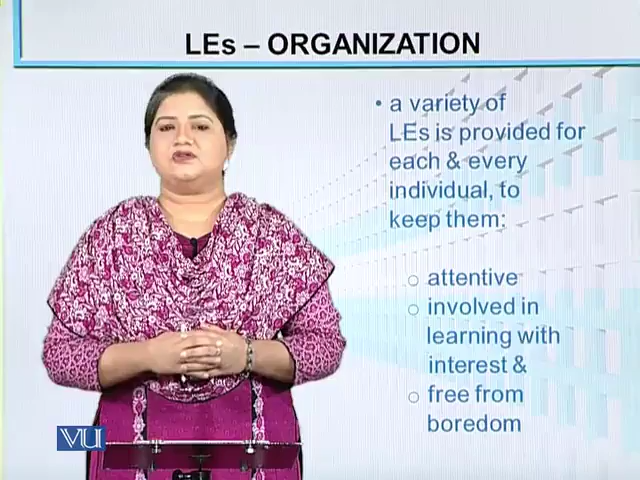 LEs – ORGANIZATION
• a variety of
LEs is provided for
each & every
individual, to
keep them:
o attentive
o involved in
learning with
interest &
o free from
boredom
VU